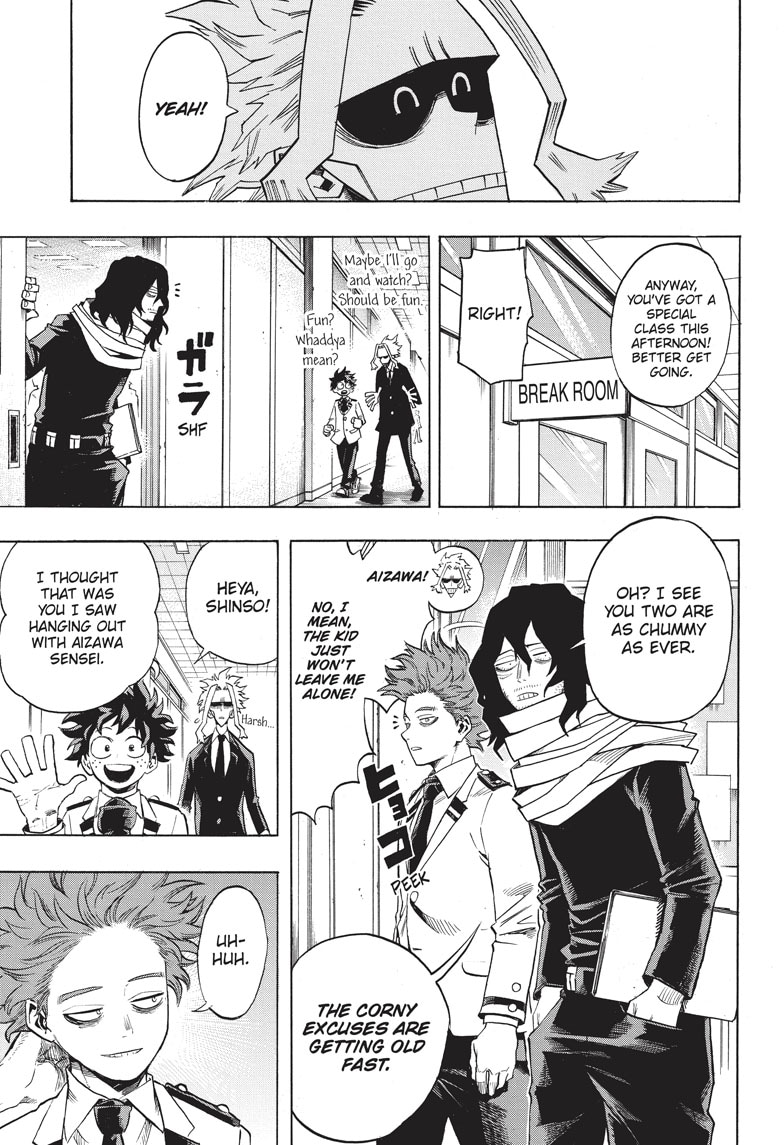 YEAH!
ANYWAY,
YOU'VE GOT A
SPECIAL
CLASS THIS
AFTERNOON!
BETTER GET
GOING.
RIGHT!
BREAK ROOM
Maybe I'll go
and watch?
Should be fun.
Fun?
Whaddya
mean?
ガラ
SHF
OH? I SEE
YOU TWO ARE
AS CHUMMY
AS EVER.
AIZAWA!
NO, I
MEAN,
THE KID
JUST
WON'T
LEAVE ME
ALONE!
ヒョコ
PEEK
THE CORNY
EXCUSES ARE
GETTING OLD
FAST.
HEYA,
SHINSO!
I THOUGHT
THAT WAS
YOU I SAW
HANGING OUT
WITH AIZAWA
SENSEI.
Harsh...
UH-
HUH.